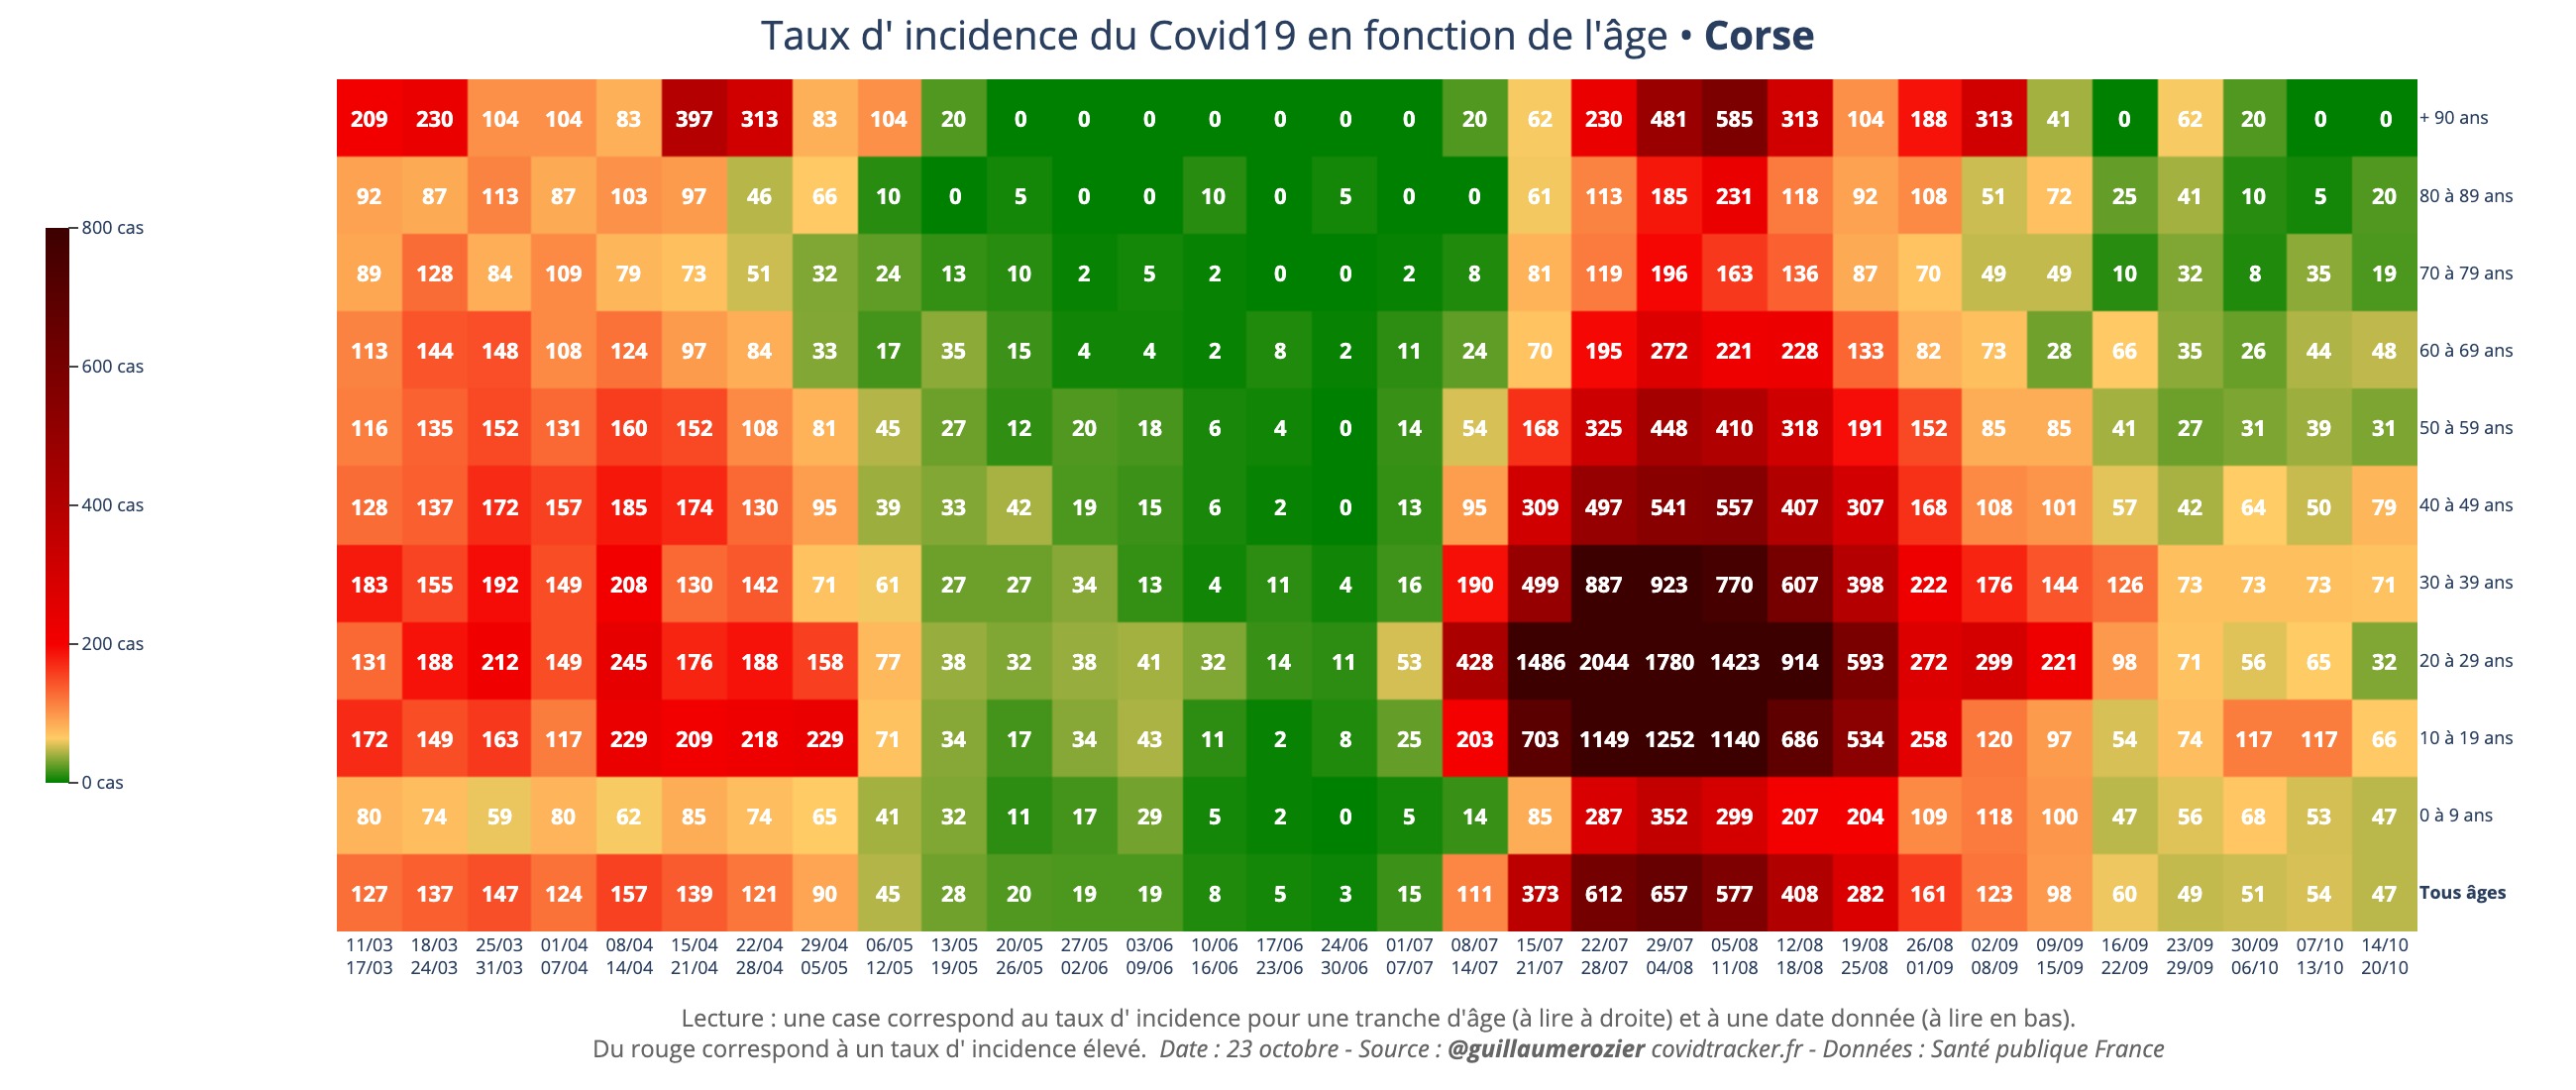 Taux d' incidence du Covid19 en fonction de l'âge • Corse
209 230 104 104 83 397 313 83 104 20 0 0 0 0 0 0 0 20 62 230 481 585 313 104 188 313 41 0 62 20 0 0 + 90 ans
92 87 113 87 103 97 46 66 10 0 5 0 0 10 0 5 0 0 61 113 185 231 118 92 108 51 72 25 41 10 5 20 80 à 89 ans
89 128 84 109 79 73 51 32 24 13 10 2 5 2 0 0 2 8 81 119 196 163 136 87 70 49 49 10 32 8 35 19 70 à 79 ans
113 144 148 108 124 97 84 33 17 35 15 4 4 2 8 2 11 24 70 195 272 221 228 133 82 73 28 66 35 26 44 48 60 à 69 ans
116 135 152 131 160 152 108 81 45 27 12 20 18 6 4 0 14 54 168 325 448 410 318 191 152 85 85 41 27 31 39 31 50 à 59 ans
128 137 172 157 185 174 130 95 39 33 42 19 15 6 2 0 13 95 309 497 541 557 407 307 168 108 101 57 42 64 50 79 40 à 49 ans
183 155 192 149 208 130 142 71 61 27 27 34 13 4 11 4 16 190 499 887 923 770 607 398 222 176 144 126 73 73 73 71 30 à 39 ans
131 188 212 149 245 176 188 158 77 38 32 38 41 32 14 11 53 428 1486 2044 1780 1423 914 593 272 299 221 98 71 56 65 32 20 à 29 ans
172 149 163 117 229 209 218 229 71 34 17 34 43 11 2 8 25 203 703 1149 1252 1140 686 534 258 120 97 54 74 117 117 66 10 à 19 ans
80 74 59 80 62 85 74 65 41 32 11 17 29 5 2 0 5 14 85 287 352 299 207 204 109 118 100 47 56 68 53 47 0 à 9 ans
127 137 147 124 157 139 121 90 45 28 20 19 19 8 5 3 15 111 373 612 657 577 408 282 161 123 98 60 49 51 54 47 Tous âges
11/03 18/03 25/03 01/04 08/04 15/04 22/04 29/04 06/05 13/05 20/05 27/05 03/06 10/06 17/06 24/06 01/07 08/07 15/07 22/07 29/07 05/08 12/08 19/08 26/08 02/09 09/09 16/09 23/09 30/09 07/10 14/10
17/03 24/03 31/03 07/04 14/04 21/04 28/04 05/05 12/05 19/05 26/05 02/06 09/06 16/06 23/06 30/06 07/07 14/07 21/07 28/07 04/08 11/08 18/08 25/08 01/09 08/09 15/09 22/09 29/09 06/10 13/10 20/10
800 cas
600 cas
400 cas
200 cas
0 cas
Lecture : une case correspond au taux d' incidence pour une tranche d'âge (à lire à droite) et à une date donnée (à lire en bas).
Du rouge correspond à un taux d' incidence élevé. Date : 23 octobre - Source : @guillaumerozier covidtracker.fr - Données : Santé publique France